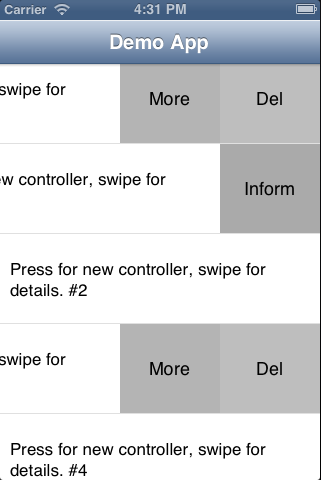 Carrier 4:31 PM
Demo App
swipe for More Del
w controller, swipe for Inform
Press for new controller, swipe for
details. #2
swipe for More Del
Press for new controller, swipe for
details. #4